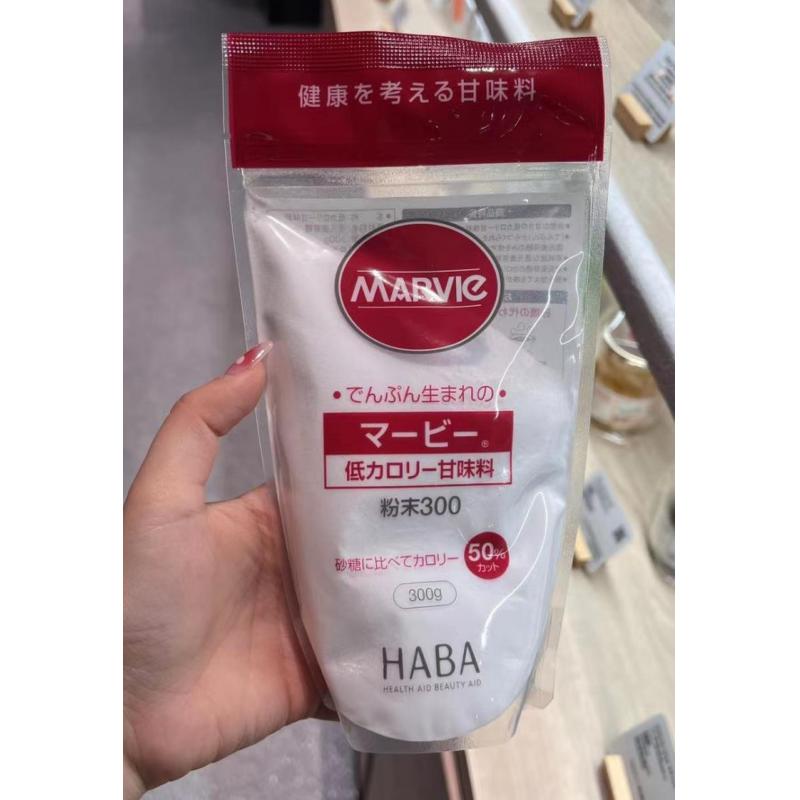 健康を考える甘味料
MARVIE
•でんぷん生まれの•
マービー®
低カロリー甘味料
粉末300
砂糖に比べてカロリー 50%
カット
300g
HABA
HEALTH AID BEAUTY AID